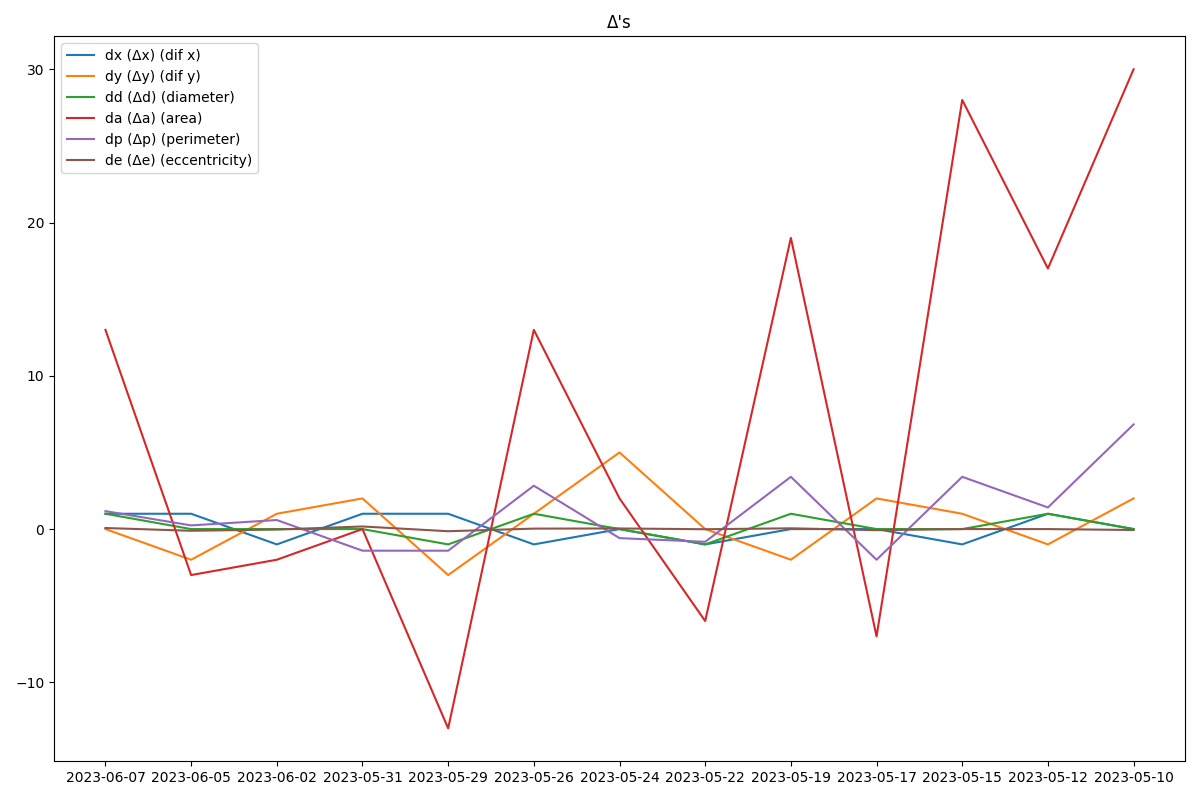 Δ's
dx (Δx) (dif x)
dy (Δy) (dif y)
dd (Δd) (diameter)
da (Δa) (area)
dp (Δp) (perimeter)
de (Δe) (eccentricity)
30
20
10
0
−10
2023-06-07 2023-06-05 2023-06-02 2023-05-31 2023-05-29 2023-05-26 2023-05-24 2023-05-22 2023-05-19 2023-05-17 2023-05-15 2023-05-12 2023-05-10